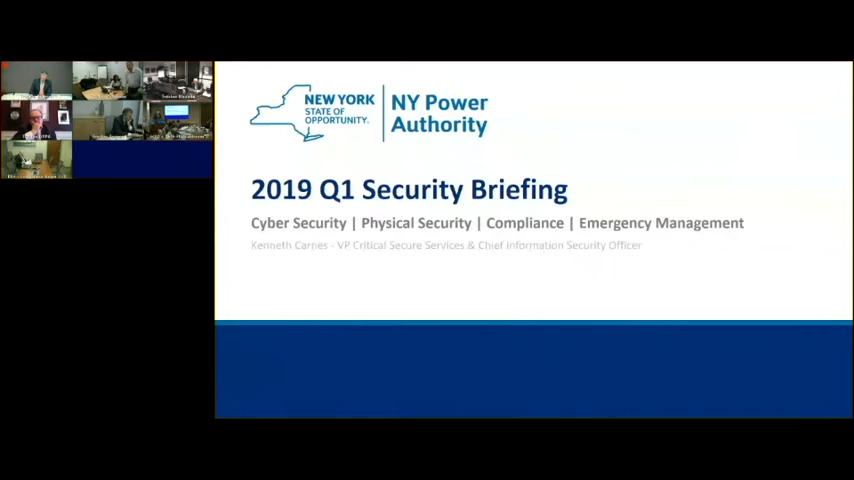 NEW YORK
STATE OF
OPPORTUNITY.
NY Power
Authority
2019 Q1 Security Briefing
Cyber Security | Physical Security | Compliance | Emergency Management
Kenneth Carnes - VP Critical Secure Services & Chief Information Security Officer